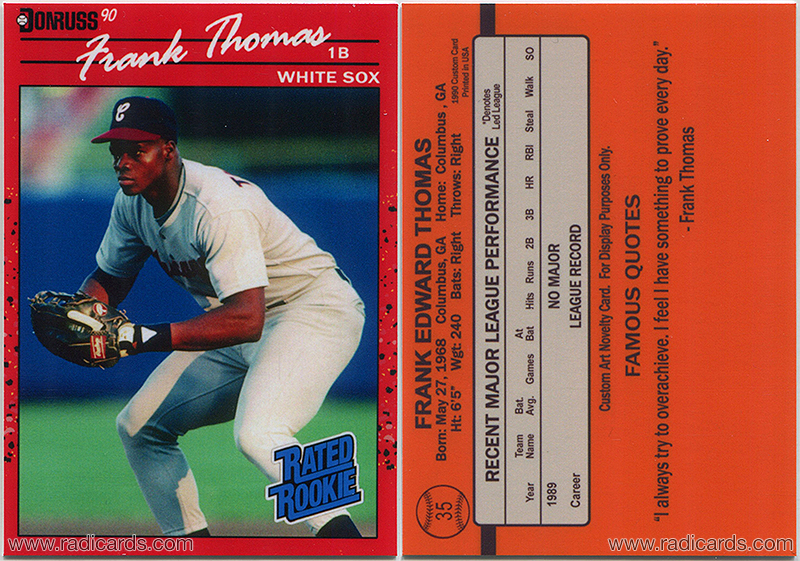 DONRUSS 90
Frank Thomas
1B
WHITE SOX
C
RATED
ROOKIE
www.radicards.com
35
FRANK EDWARD THOMAS
Born: May 27, 1968 Columbus, GA Home: Columbus , GA
Ht: 6'5" Wgt: 240 Bats: Right Throws: Right
1990 Custom Card
Printed in USA
RECENT MAJOR LEAGUE PERFORMANCE
*Denotes
Led League
Year Team Name Bat. Avg. Games At Bat Hits Runs 2B 3B HR RBI Steal Walk SO
1989 NO MAJOR
Career LEAGUE RECORD
Custom Art Novelty Card. For Display Purposes Only.
FAMOUS QUOTES
"I always try to overachieve. I feel I have something to prove every day."
- Frank Thomas
www.radicards.com